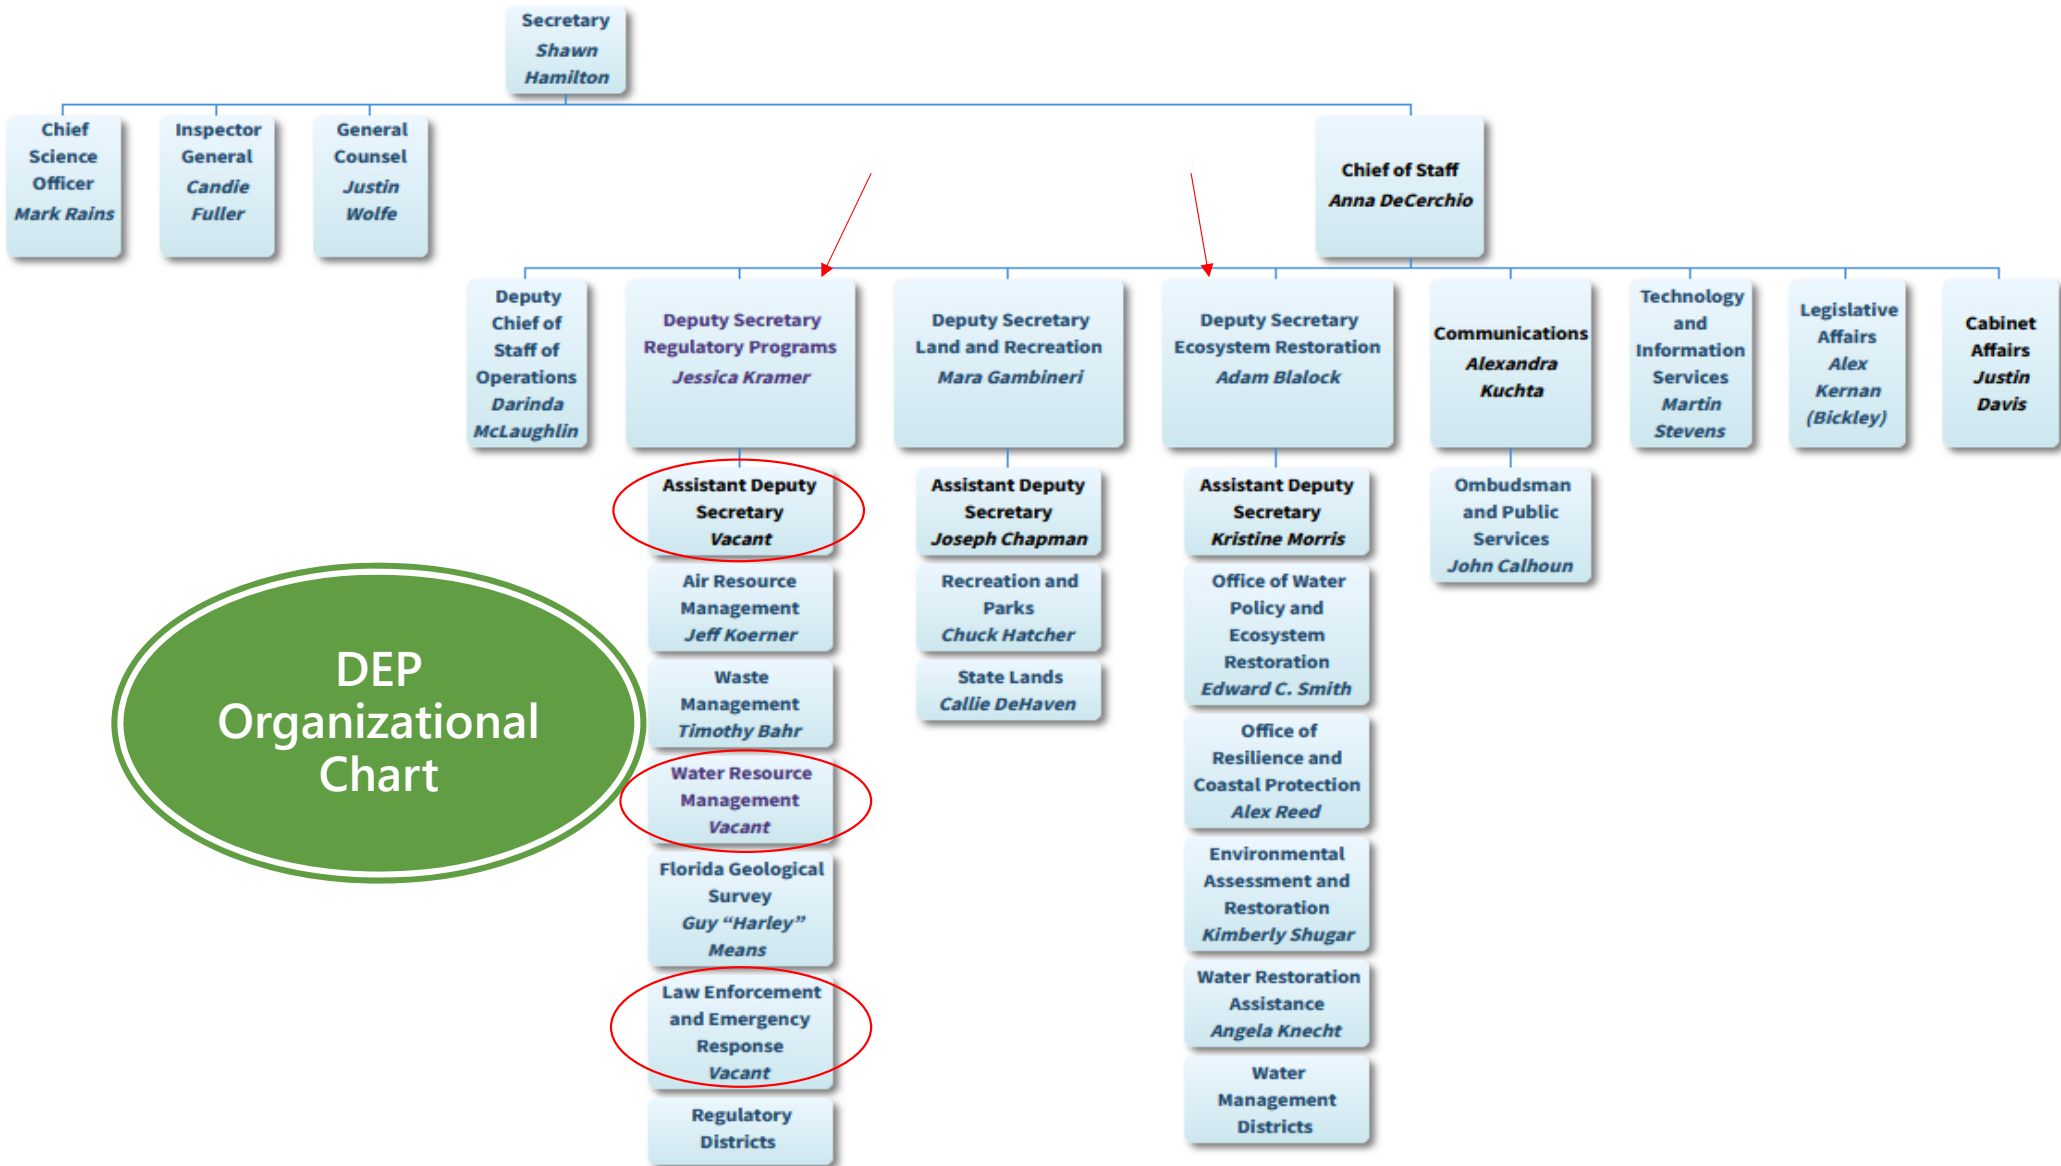 Secretary
Shawn
Hamilton
Chief
Science
Officer
Mark Rains
Inspector
General
Candie
Fuller
General
Counsel
Justin
Wolfe
Chief of Staff
Anna DeCerchio
Deputy
Chief of
Staff of
Operations
Darinda
McLaughlin
Deputy Secretary
Regulatory Programs
Jessica Kramer
Deputy Secretary
Land and Recreation
Mara Gambineri
Deputy Secretary
Ecosystem Restoration
Adam Blalock
Communications
Alexandra
Kuchta
Technology
and
Information
Services
Martin
Stevens
Legislative
Affairs
Alex
Kernan
(Bickley)
Cabinet
Affairs
Justin
Davis
Assistant Deputy
Secretary
Vacant
Air Resource
Management
Jeff Koerner
Waste
Management
Timothy Bahr
Water Resource
Management
Vacant
Florida Geological
Survey
Guy “Harley”
Means
Law Enforcement
and Emergency
Response
Vacant
Regulatory
Districts
Assistant Deputy
Secretary
Joseph Chapman
Recreation and
Parks
Chuck Hatcher
State Lands
Callie DeHaven
Assistant Deputy
Secretary
Kristine Morris
Office of Water
Policy and
Ecosystem
Restoration
Edward C. Smith
Office of
Resilience and
Coastal Protection
Alex Reed
Environmental
Assessment and
Restoration
Kimberly Shugar
Water Restoration
Assistance
Angela Knecht
Water
Management
Districts
Ombudsman
and Public
Services
John Calhoun
DEP
Organizational
Chart